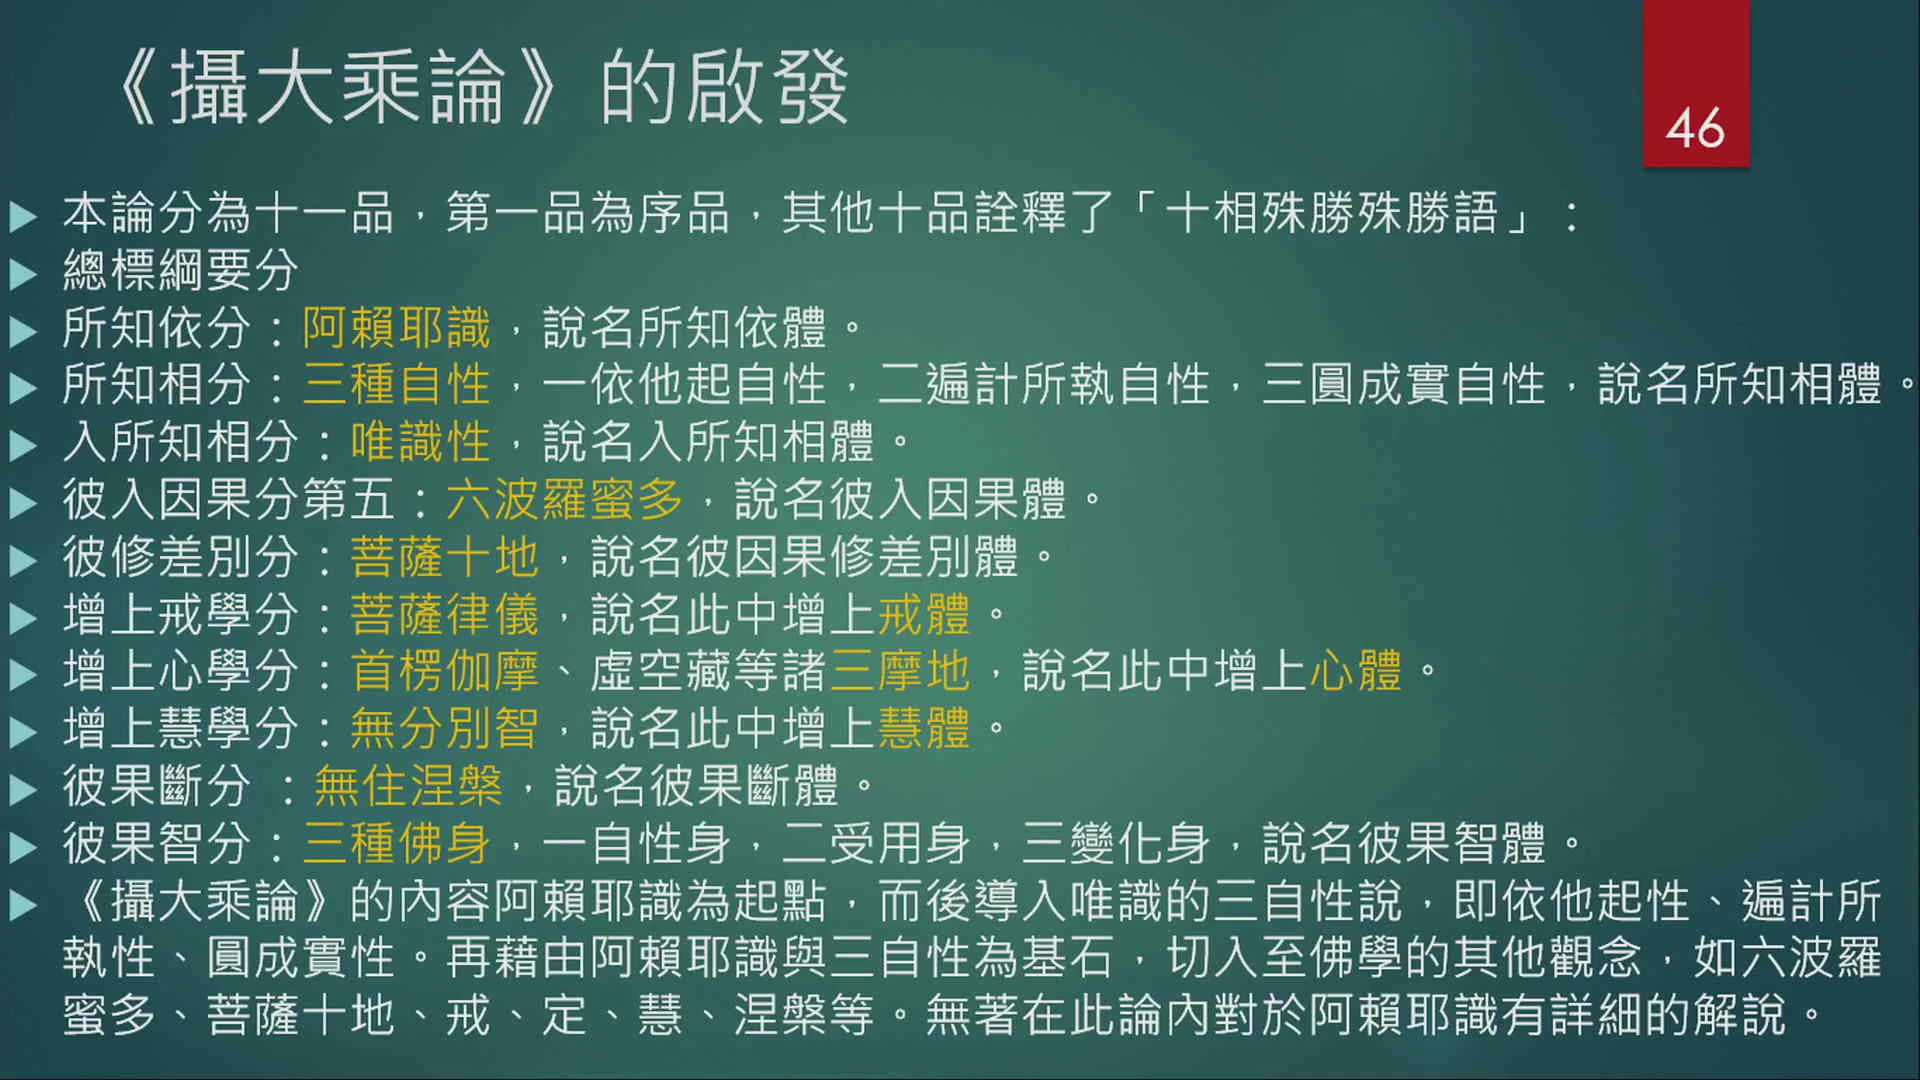 《攝大乘論》的啟發
46
本論分為十一品，第一品為序品，其他十品詮釋了「十相殊勝殊勝語」：
總標綱要分
所知依分：阿賴耶識，說名所知依體。
所知相分：三種自性，一依他起自性，二遍計所執自性，三圓成實自性，說名所知相體。
入所知相分：唯識性，說名入所知相體。
彼入因果分第五：六波羅蜜多，說名彼入因果體。
彼修差別分：菩薩十地，說名彼因果修差別體。
增上戒學分：菩薩律儀，說名此中增上戒體。
增上心學分：首楞伽摩、虛空藏等諸三摩地，說名此中增上心體。
增上慧學分：無分別智，說名此中增上慧體。
彼果斷分 ：無住涅槃，說名彼果斷體。
彼果智分：三種佛身，一自性身，二受用身，三變化身，說名彼果智體。
《攝大乘論》的內容阿賴耶識為起點，而後導入唯識的三自性說，即依他起性、遍計所
執性、圓成實性。再藉由阿賴耶識與三自性為基石，切入至佛學的其他觀念，如六波羅
蜜多、菩薩十地、戒、定、慧、涅槃等。無著在此論內對於阿賴耶識有詳細的解說。